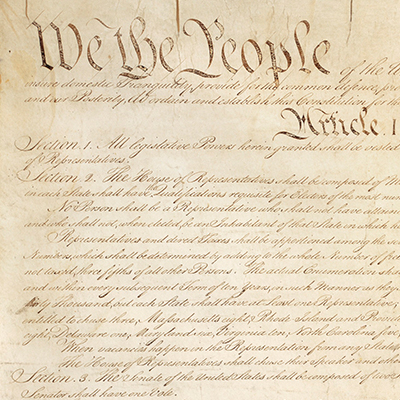 We the People of the U
insure domestic Tranquility, provide for the common defence, pro
and our Posterity, do ordain and establish this Constitution for th
Article. I
Section. 1. All legislative Powers herein granted shall be vested
of Representatives.
Section. 2. The House of Representatives shall be composed of M
in each State shall have the Qualifications requisite for Electors of the most num
No Person shall be a Representative who shall not have attain
and who shall not, when elected, be an Inhabitant of that State in which h
Representatives and direct Taxes shall be apportioned among the sev
Numbers, which shall be determined by adding to the whole Number of free
not taxed, three fifths of all other Persons. The actual Enumeration shall
and within every subsequent Term of ten Years, in such Manner as they
thirty Thousand, but each State shall have at Least one Representative;
entitled to chuse three, Massachusetts eight, Rhode Island and Provid
eight, Delaware one, Maryland six, Virginia ten, North Carolina five,
When vacancies happen in the Representation from any State,
The House of Representatives shall chuse their Speaker and othe
Section. 3. The Senate of the United States shall be composed of two
Senator shall have one Vote.